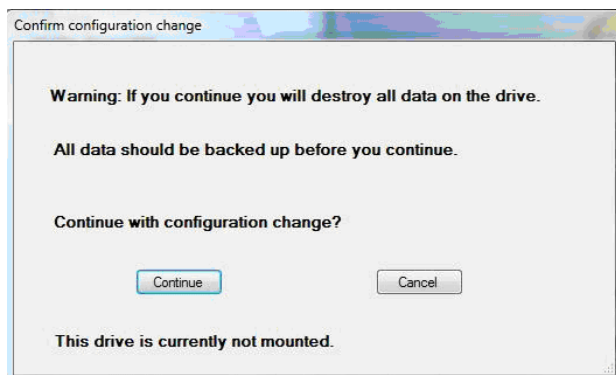 Confirm configuration change
Warning: If you continue you will destroy all data on the drive.
All data should be backed up before you continue.
Continue with configuration change?
Continue
Cancel
This drive is currently not mounted.